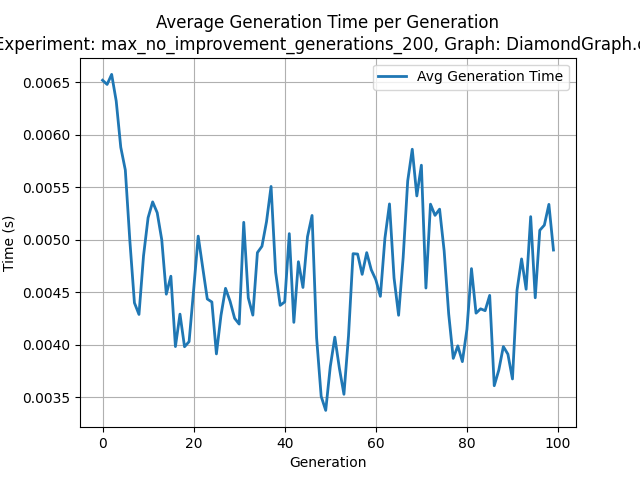 Average Generation Time per Generation
Experiment: max_no_improvement_generations_200, Graph: DiamondGraph.
Avg Generation Time
Time (s)
0.0065
0.0060
0.0055
0.0050
0.0045
0.0040
0.0035
0
20
40
60
80
100
Generation